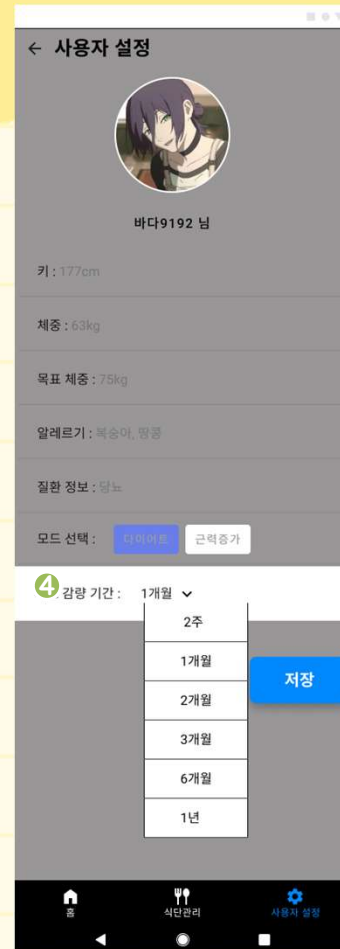 ← 사용자 설정
바다9192 님
키 : 177cm
체중 : 63kg
목표 체중 : 75kg
알레르기 : 복숭아, 땅콩
질환 정보 : 당뇨
모드 선택 : 다이어트 근력증가
4 감량 기간 : 1개월
2주
1개월
2개월
3개월
6개월
1년
저장
홈 식단관리 사용자 설정